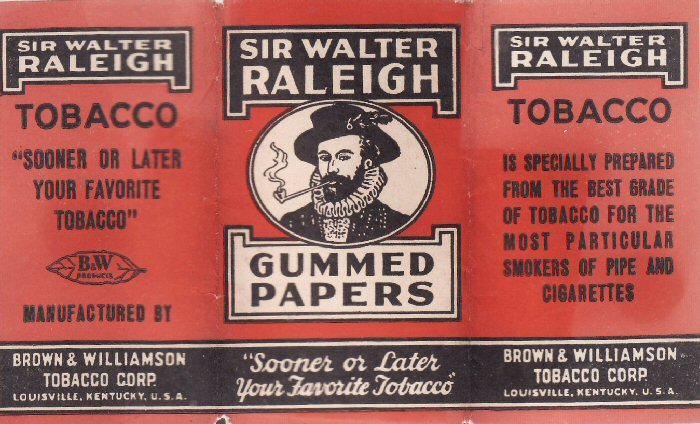 SIR WALTER
RALEIGH
TOBACCO
"SOONER OR LATER
YOUR FAVORITE
TOBACCO"
B&W
PRODUCTS
MANUFACTURED BY
BROWN & WILLIAMSON
TOBACCO CORP.
LOUISVILLE, KENTUCKY, U.S.A.
SIR WALTER
RALEIGH
GUMMED
PAPERS
"Sooner or Later
Your Favorite Tobacco"
SIR WALTER
RALEIGH
TOBACCO
IS SPECIALLY PREPARED
FROM THE BEST GRADE
OF TOBACCO FOR THE
MOST PARTICULAR
SMOKERS OF PIPE AND
CIGARETTES
BROWN & WILLIAMSON
TOBACCO CORP.
LOUISVILLE, KENTUCKY, U.S.A.